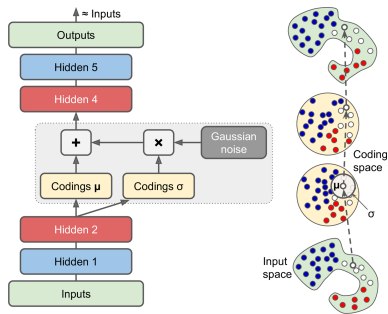 ≈ Inputs
Outputs
Hidden 5
Hidden 4
+
×
Gaussian
noise
Codings μ
Codings σ
Hidden 2
Hidden 1
Inputs
Coding
space
μ
σ
Input
space